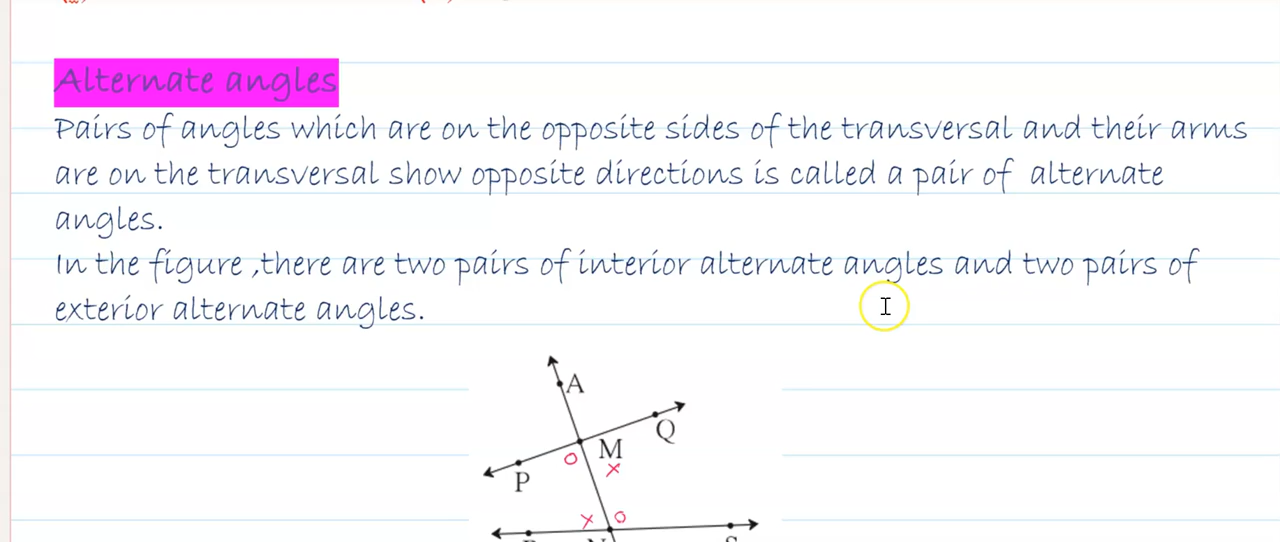 Alternate angles
Pairs of angles which are on the opposite sides of the transversal and their arms
are on the transversal show opposite directions is called a pair of alternate
angles.
In the figure ,there are two pairs of interior alternate angles and two pairs of
exterior alternate angles.
A
Q
M
P
o
x
x o